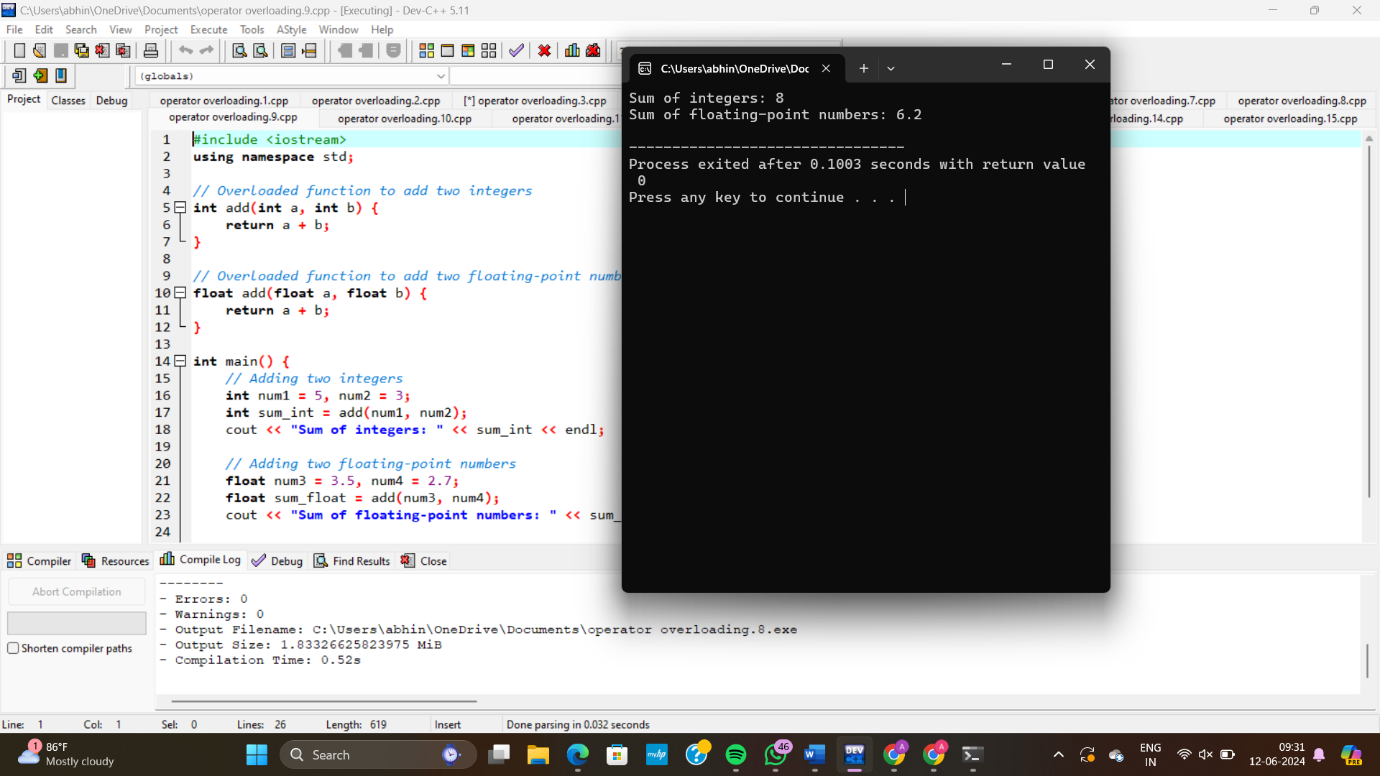 C:\Users\abhin\OneDrive\Documents\operator overloading.9.cpp - [Executing] - Dev-C++ 5.11
File Edit Search View Project Execute Tools AStyle Window Help
(globals)
Project Classes Debug
operator overloading.1.cpp operator overloading.2.cpp [*] operator overloading.3.cpp ator overloading.7.cpp operator overloading.8.cpp
operator overloading.9.cpp operator overloading.10.cpp operator overloading.1 loading.14.cpp operator overloading.15.cpp
1 #include <iostream>
2 using namespace std;
3
4 // Overloaded function to add two integers
5 int add(int a, int b) {
6 return a + b;
7 }
8
9 // Overloaded function to add two floating-point numb
10 float add(float a, float b) {
11 return a + b;
12 }
13
14 int main() {
15 // Adding two integers
16 int num1 = 5, num2 = 3;
17 int sum_int = add(num1, num2);
18 cout << "Sum of integers: " << sum_int << endl;
19
20 // Adding two floating-point numbers
21 float num3 = 3.5, num4 = 2.7;
22 float sum_float = add(num3, num4);
23 cout << "Sum of floating-point numbers: " << sum_
24
C:\Users\abhin\OneDrive\Doc
Sum of integers: 8
Sum of floating-point numbers: 6.2
--------------------------------
Process exited after 0.1003 seconds with return value
0
Press any key to continue . . .
Compiler Resources Compile Log Debug Find Results Close
Abort Compilation
Shorten compiler paths
--------
- Errors: 0
- Warnings: 0
- Output Filename: C:\Users\abhin\OneDrive\Documents\operator overloading.8.exe
- Output Size: 1.83326625823975 MiB
- Compilation Time: 0.52s
Line: 1 Col: 1 Sel: 0 Lines: 26 Length: 619 Insert Done parsing in 0.032 seconds
1
86°F
Mostly cloudy
Search
myhp
46
DEV
A
A
PRE
ENG
IN
09:31
12-06-2024